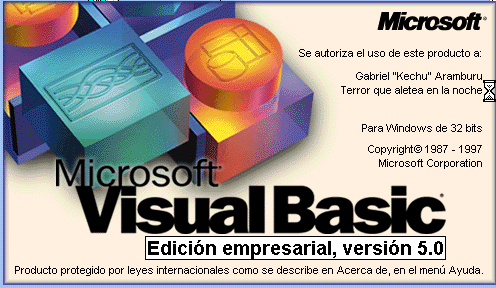 Microsoft
Se autoriza el uso de este producto a:
Gabriel "Kechu" Aramburu
Terror que aletea en la noche
Para Windows de 32 bits
Copyright© 1987 - 1997
Microsoft Corporation
Microsoft
Visual Basic
Edición empresarial, versión 5.0
Producto protegido por leyes internacionales como se describe en Acerca de, en el menú Ayuda.